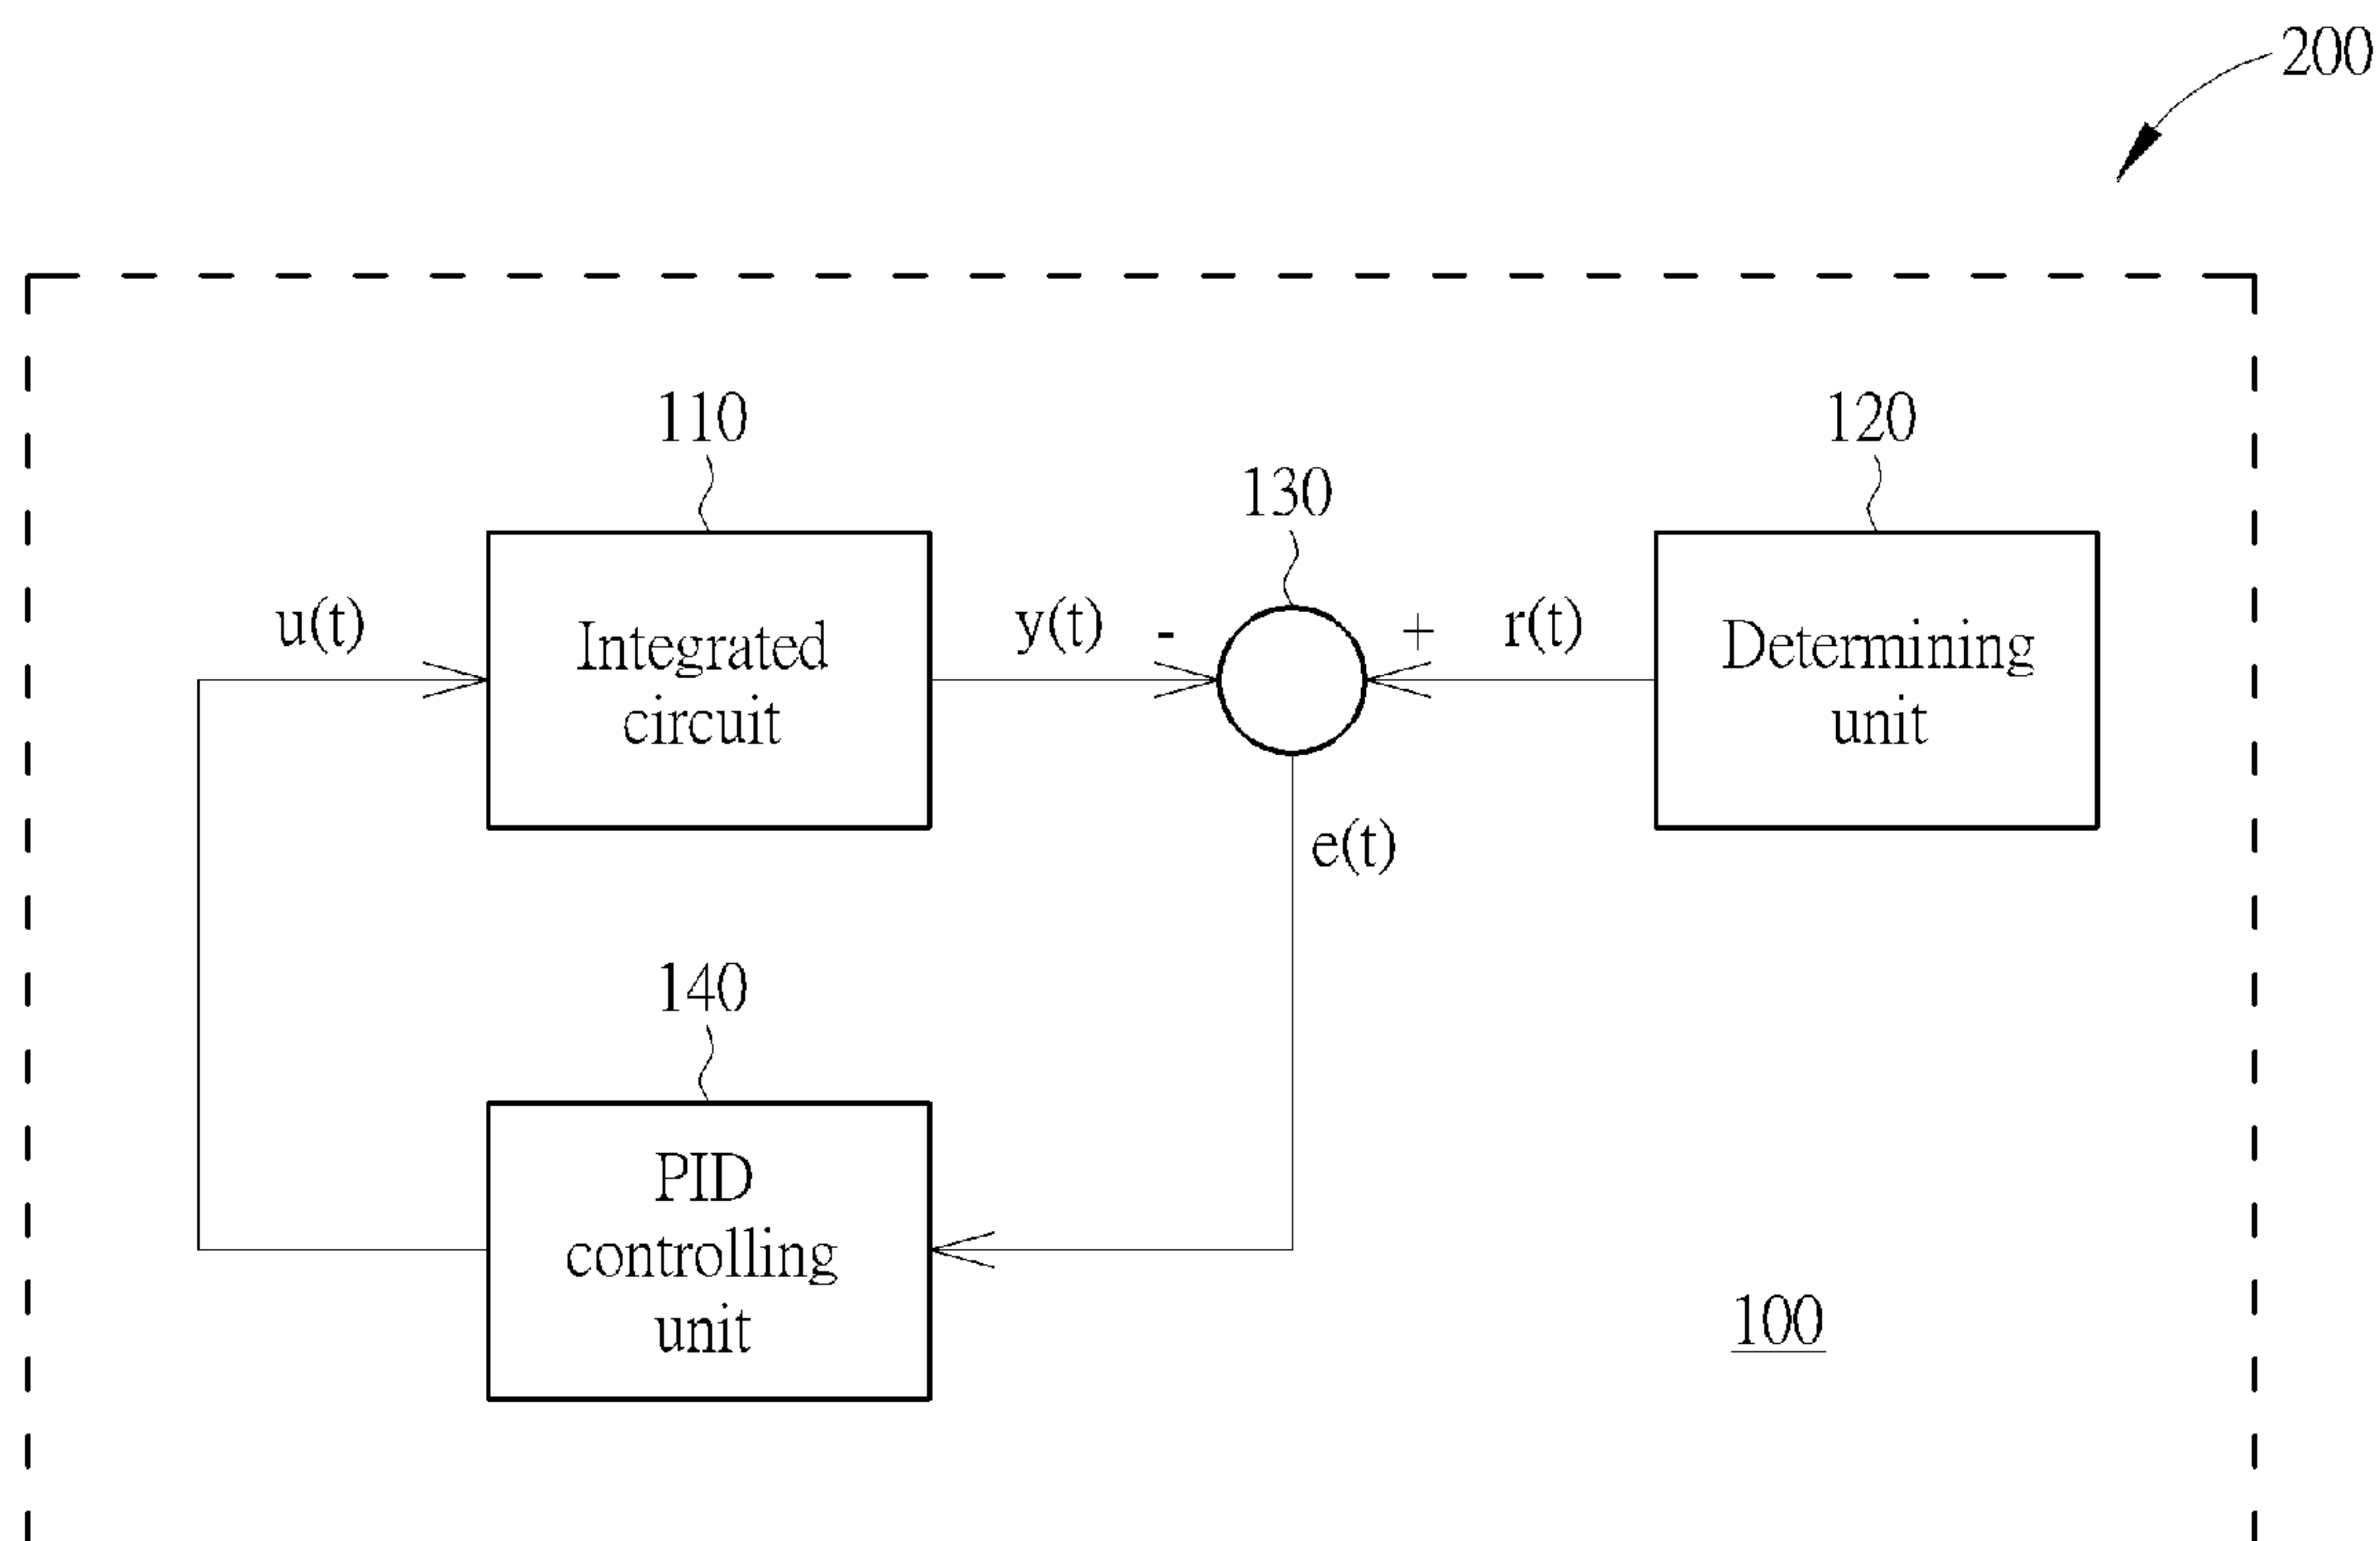 200
110
120
130
u(t)
Integrated
circuit
y(t)
-
+
r(t)
Determining
unit
e(t)
140
PID
controlling
unit
100